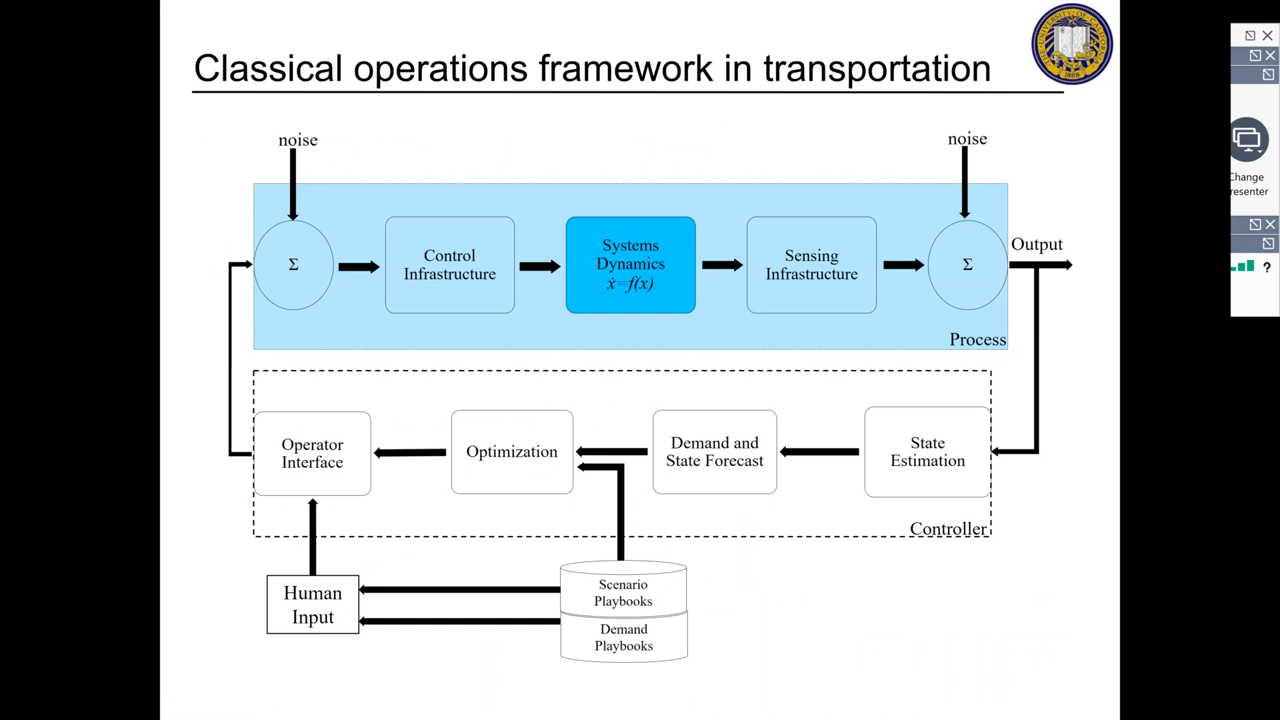 Classical operations framework in transportation
noise
noise
Σ
Control
Infrastructure
Systems
Dynamics
ẋ=f(x)
Sensing
Infrastructure
Σ
Output
Process
Operator
Interface
Optimization
Demand and
State Forecast
State
Estimation
Controller
Human
Input
Scenario
Playbooks
Demand
Playbooks
Change
resenter
?